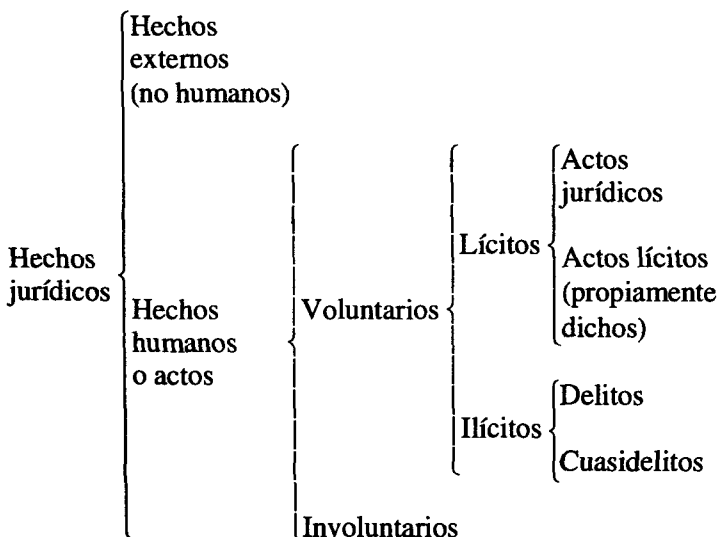 Hechos
jurídicos
Hechos
externos
(no humanos)
Hechos
humanos
o actos
Voluntarios
Lícitos
Actos
jurídicos
Actos lícitos
(propiamente
dichos)
Ilícitos
Delitos
Cuasidelitos
Involuntarios